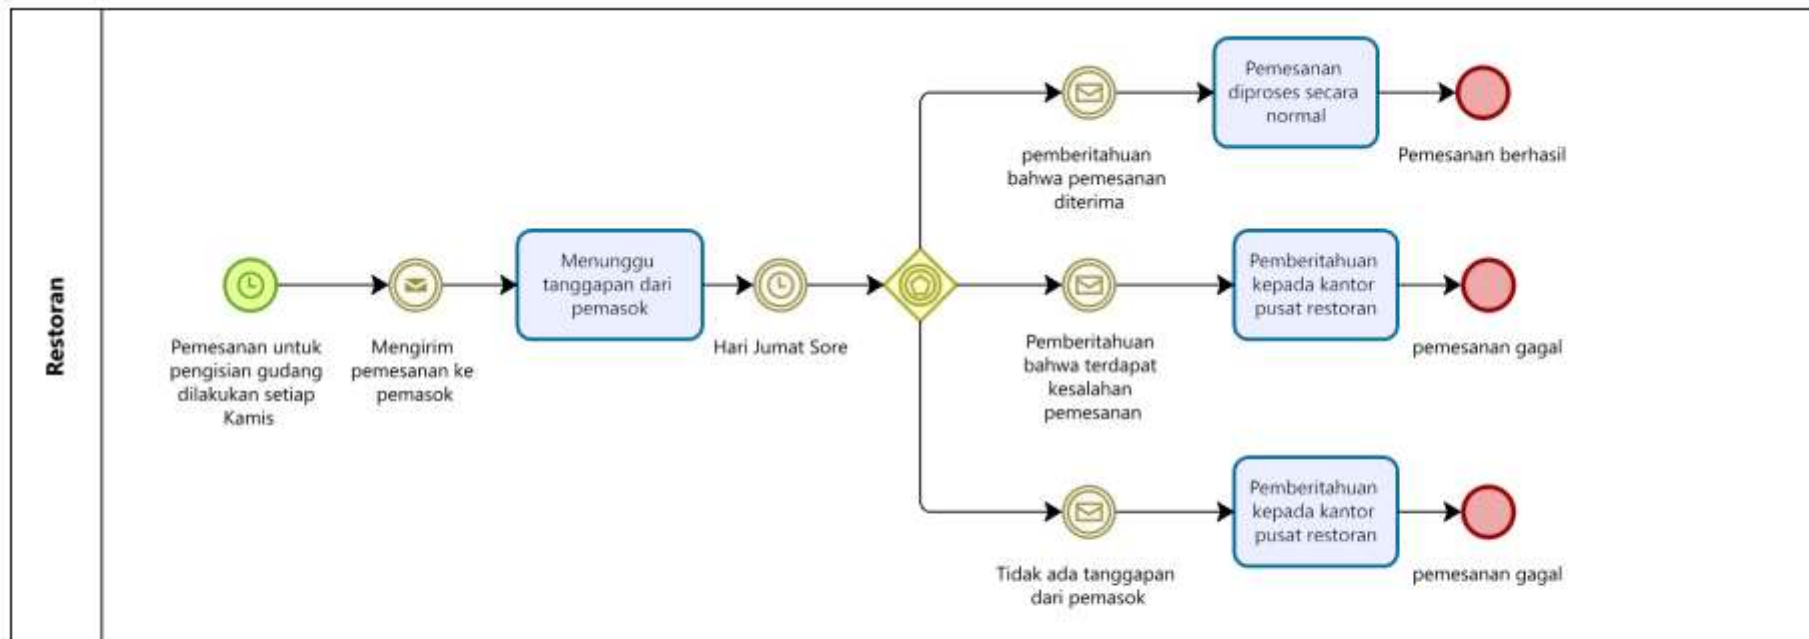 Restoran
Pemesanan untuk
pengisian gudang
dilakukan setiap
Kamis
Mengirim
pemesanan ke
pemasok
Menunggu
tanggapan dari
pemasok
Hari Jumat Sore
pemberitahuan
bahwa pemesanan
diterima
Pemesanan
diproses secara
normal
Pemesanan berhasil
Pemberitahuan
bahwa terdapat
kesalahan
pemesanan
Pemberitahuan
kepada kantor
pusat restoran
pemesanan gagal
Tidak ada tanggapan
dari pemasok
Pemberitahuan
kepada kantor
pusat restoran
pemesanan gagal